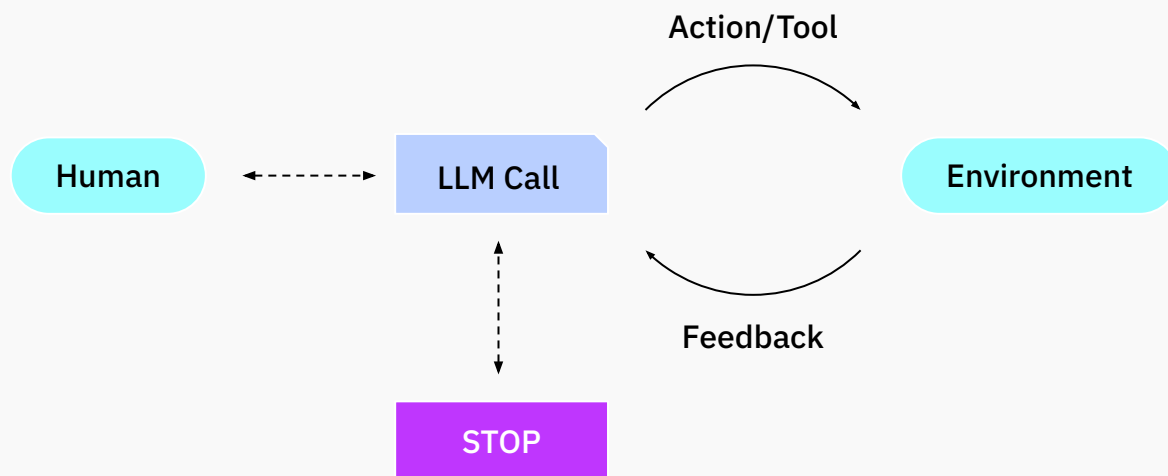 Action/Tool
Human
LLM Call
Environment
Feedback
STOP